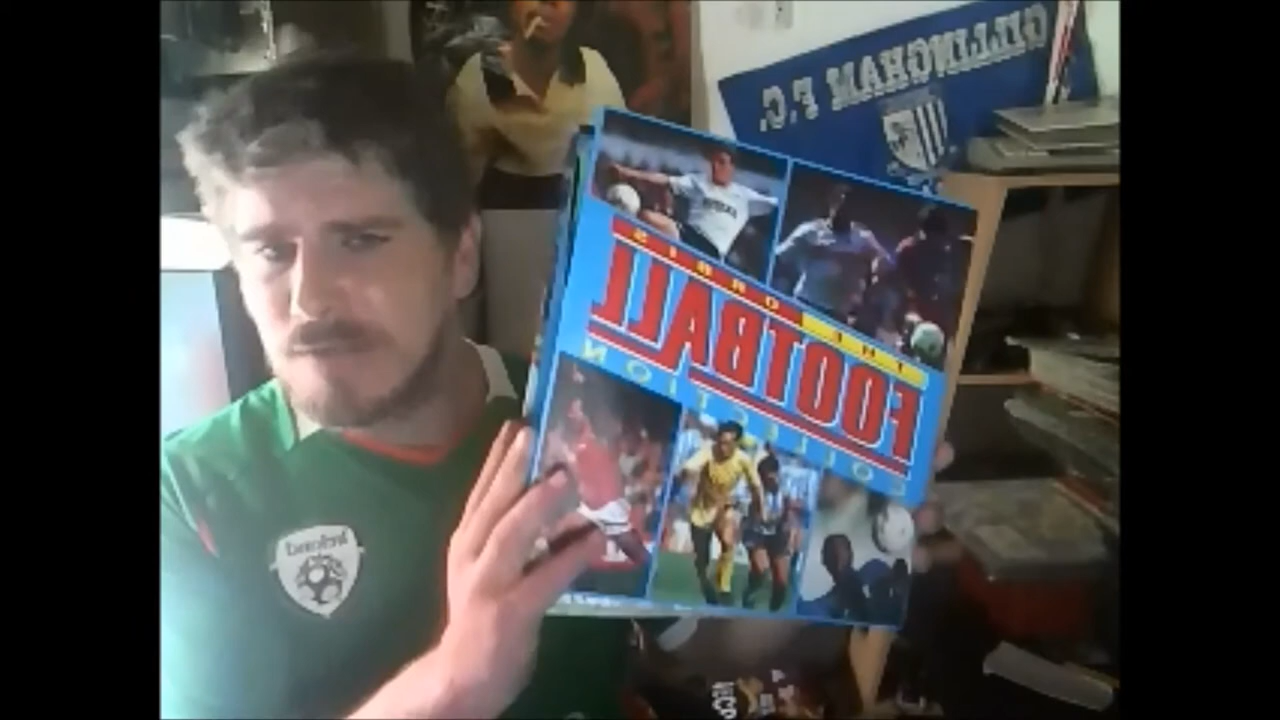 GILLINGHAM F.C.
THE ORBIS
FOOTBALL
COLLECTION
Ireland